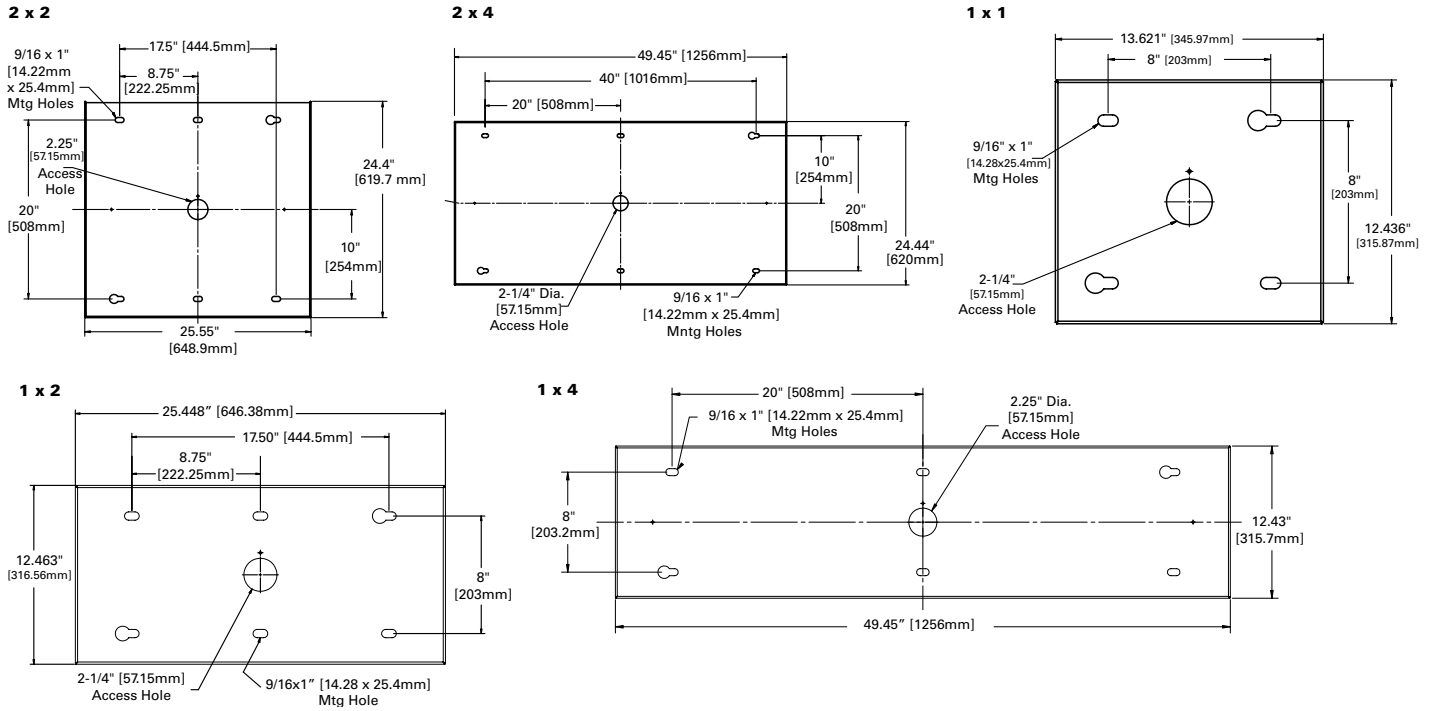 2 x 2
17.5" [444.5mm]
9/16 x 1"
[14.22mm
x 25.4mm]
Mtg Holes
8.75"
[222.25mm]
2.25"
[57.15mm]
Access
Hole
20"
[508mm]
24.4"
[619.7 mm]
10"
[254mm]
25.55"
[648.9mm]
2 x 4
49.45" [1256mm]
40" [1016mm]
20" [508mm]
10"
[254mm]
20"
[508mm]
24.44"
[620mm]
2-1/4" Dia.
[57.15mm]
Access Hole
9/16 x 1"
[14.22mm x 25.4mm]
Mntg Holes
1 x 1
13.621" [345.97mm]
8" [203mm]
9/16" x 1"
[14.28x25.4mm]
Mtg Holes
8"
[203mm]
12.436"
[315.87mm]
2-1/4"
[57.15mm]
Access Hole
1 x 2
25.448” [646.38mm]
17.50" [444.5mm]
8.75"
[222.25mm]
12.463"
[316.56mm]
8"
[203mm]
2-1/4" [57.15mm]
Access Hole
9/16x1” [14.28 x 25.4mm]
Mtg Hole
1 x 4
20" [508mm]
9/16 x 1" [14.22mm x 25.4mm]
Mtg Holes
2.25" Dia.
[57.15mm]
Access Hole
8"
[203.2mm]
12.43"
[315.7mm]
49.45” [1256mm]